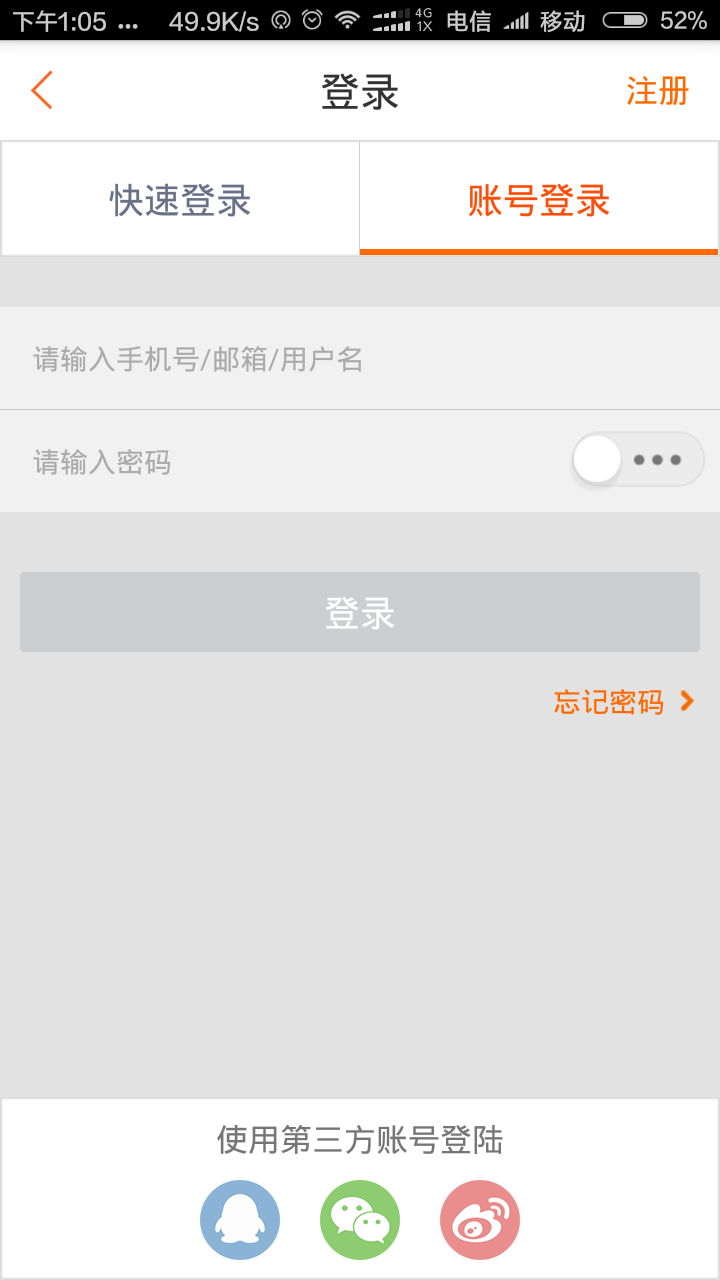 下午1:05 ... 49.9K/s 4G 1X 电信 移动 52%
登录 注册
快速登录 账号登录
请输入手机号/邮箱/用户名
请输入密码
登录
忘记密码
使用第三方账号登陆